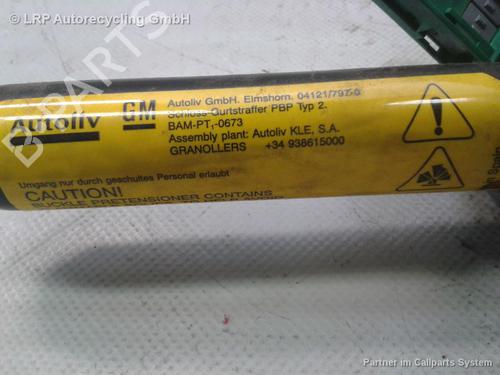 © LRP Autorecycling GmbH
B-PARTS
Autoliv
GM
Autoliv GmbH. Elmshorn. 04121/797-0
Schloss-Gurtstraffer PBP Typ 2.
BAM-PT,-0673
Assembly plant: Autoliv KLE, S.A.
GRANOLLERS +34 938615000
Umgang nur durch geschultes Personal erlaubt
CAUTION!
BUCKLE PRETENSIONER CONTAINS
Partner im Callparts System